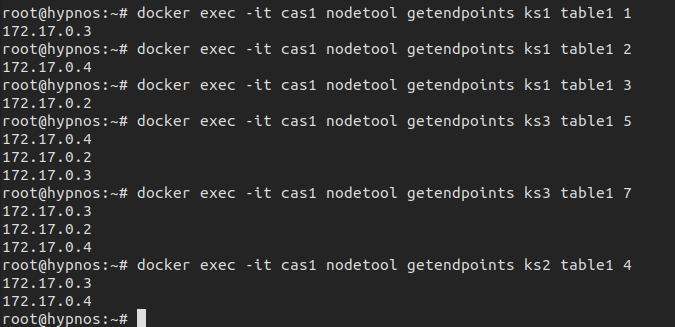 root@hypnos:~# docker exec -it cas1 nodetool getendpoints ks1 table1 1
172.17.0.3
root@hypnos:~# docker exec -it cas1 nodetool getendpoints ks1 table1 2
172.17.0.4
root@hypnos:~# docker exec -it cas1 nodetool getendpoints ks1 table1 3
172.17.0.2
root@hypnos:~# docker exec -it cas1 nodetool getendpoints ks3 table1 5
172.17.0.4
172.17.0.2
172.17.0.3
root@hypnos:~# docker exec -it cas1 nodetool getendpoints ks3 table1 7
172.17.0.3
172.17.0.2
172.17.0.4
root@hypnos:~# docker exec -it cas1 nodetool getendpoints ks2 table1 4
172.17.0.3
172.17.0.4
root@hypnos:~#